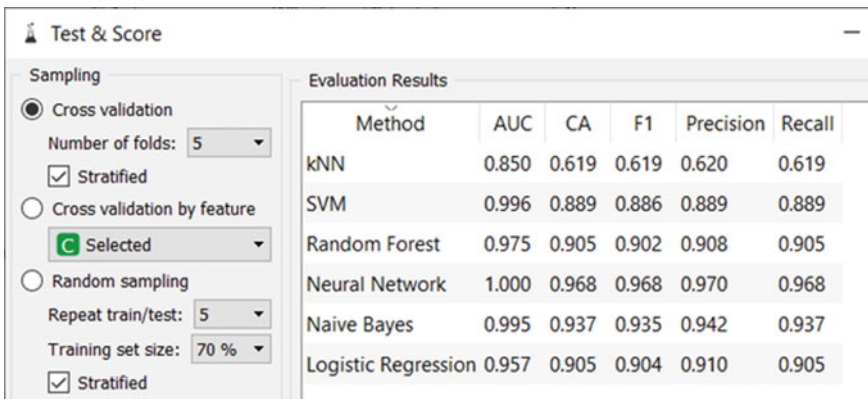 Test & Score
Sampling
Cross validation
Number of folds: 5
Stratified
Cross validation by feature
C Selected
Random sampling
Repeat train/test: 5
Training set size: 70 %
Stratified
Evaluation Results
Method AUC CA F1 Precision Recall
kNN 0.850 0.619 0.619 0.620 0.619
SVM 0.996 0.889 0.886 0.889 0.889
Random Forest 0.975 0.905 0.902 0.908 0.905
Neural Network 1.000 0.968 0.968 0.970 0.968
Naive Bayes 0.995 0.937 0.935 0.942 0.937
Logistic Regression 0.957 0.905 0.904 0.910 0.905